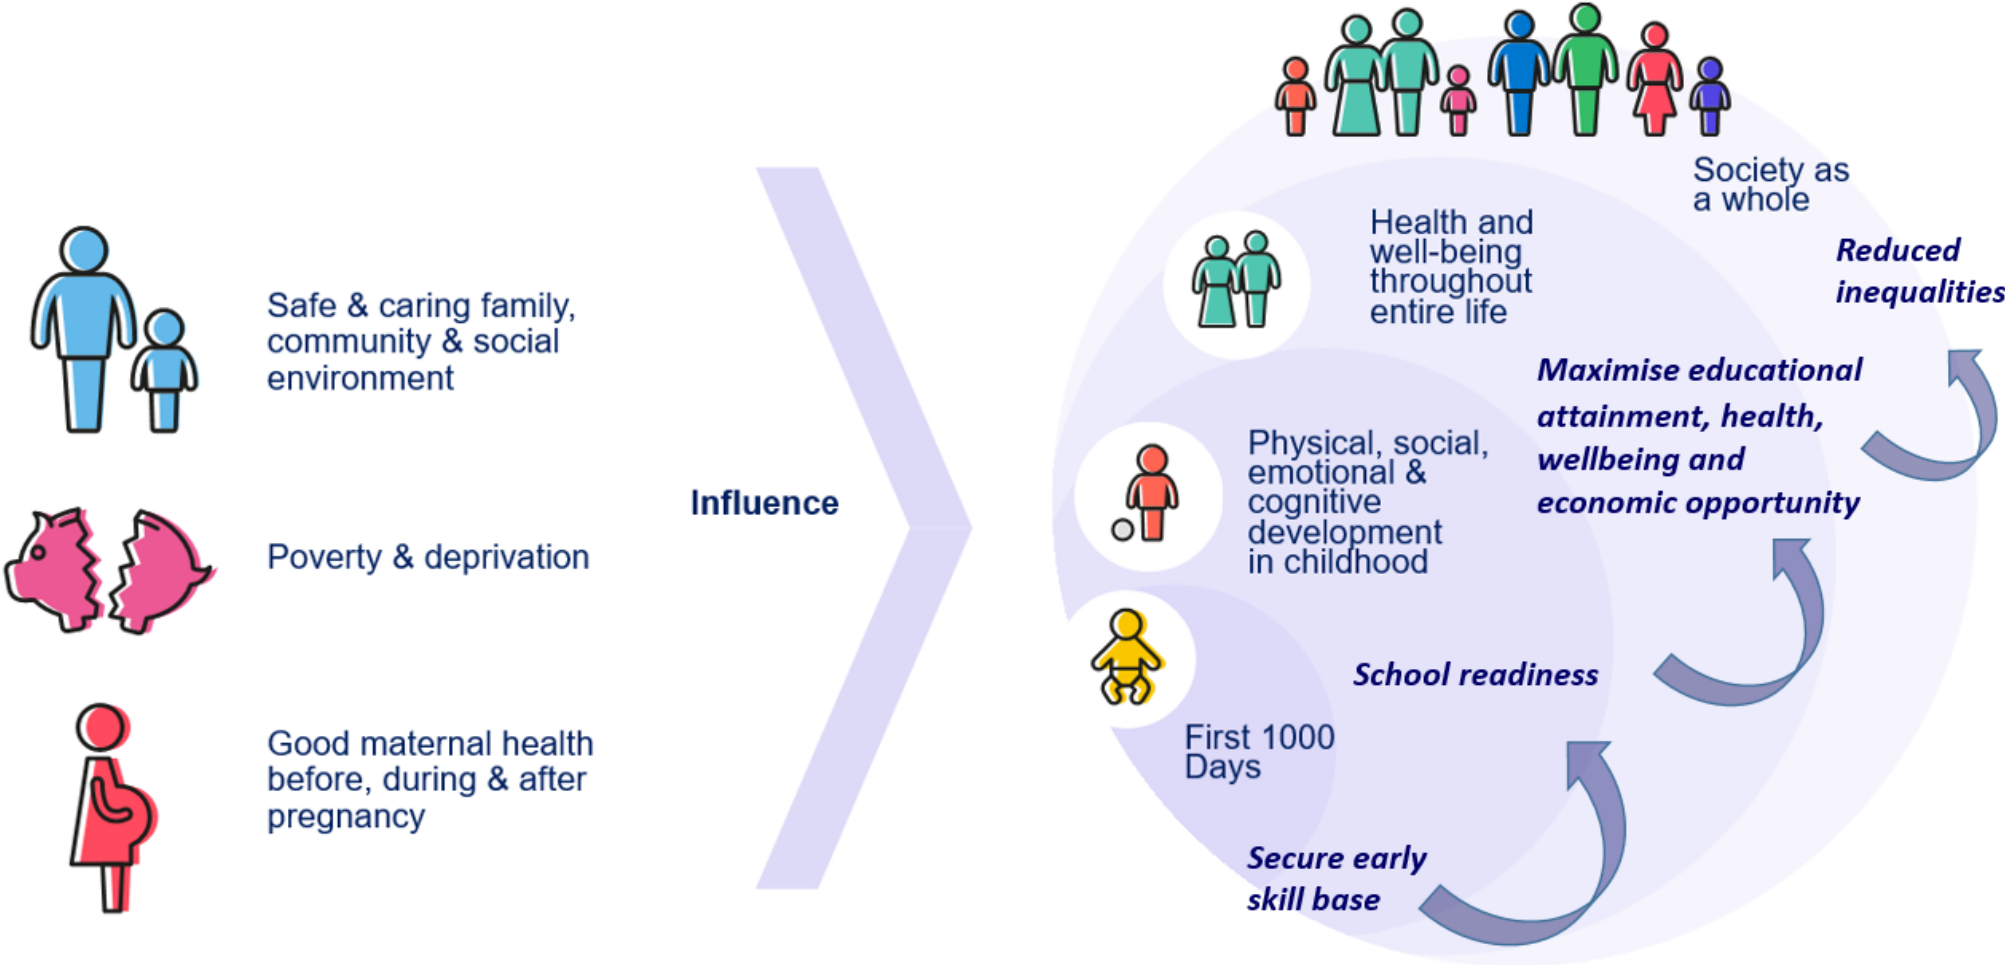 Safe & caring family,
community & social
environment
Poverty & deprivation
Good maternal health
before, during & after
pregnancy
Influence
Society as
a whole
Reduced
inequalities
Health and
well-being
throughout
entire life
Maximise educational
attainment, health,
wellbeing and
economic opportunity
Physical, social,
emotional &
cognitive
development
in childhood
School readiness
First 1000
Days
Secure early
skill base